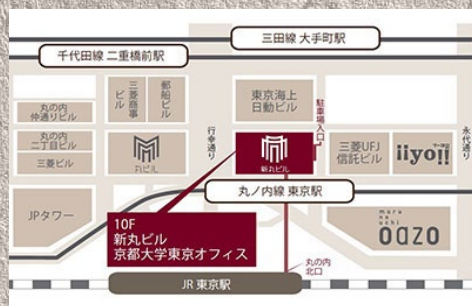 三田線 大手町駅
千代田線 二重橋前駅
丸の内
仲通りビル
丸の内
二丁目ビル
三菱ビル
三菱商事
ビル
郵船ビル
丸ビル
行幸通り
東京海上
日動ビル
新丸ビル
駐車場入口
三菱UFJ
信託ビル
iiyo!!
永代通り
丸ノ内線 東京駅
JPタワー
10F
新丸ビル
京都大学東京オフィス
maru
no
uchi
OAZO
丸の内
北口
JR 東京駅